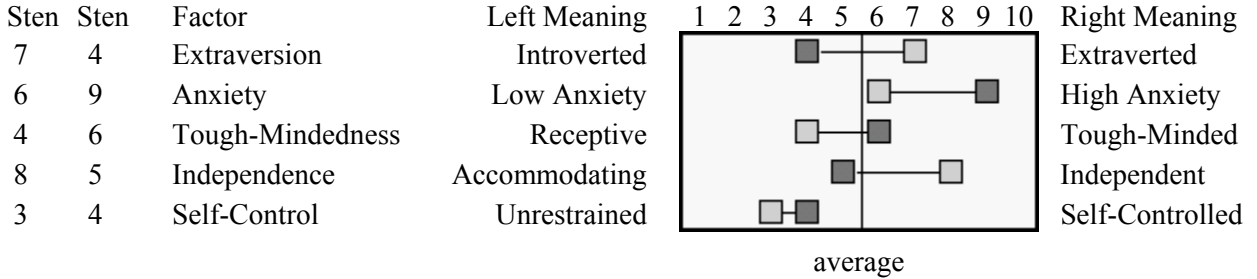 Sten Sten Factor Left Meaning 1 2 3 4 5 6 7 8 9 10 Right Meaning
7 4 Extraversion Introverted Extraverted
6 9 Anxiety Low Anxiety High Anxiety
4 6 Tough-Mindedness Receptive Tough-Minded
8 5 Independence Accommodating Independent
3 4 Self-Control Unrestrained Self-Controlled
average